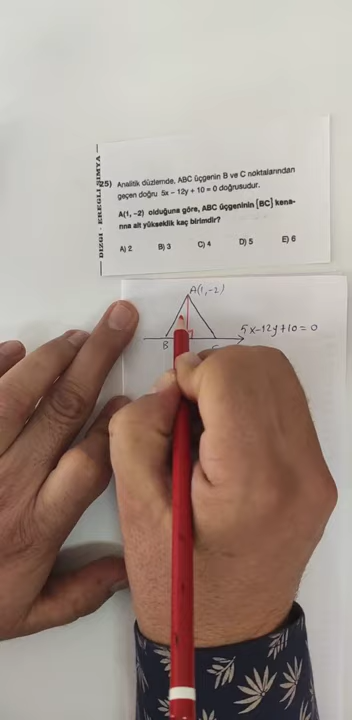 DİZGİ - EREĞLİ SİMYA
25) Analitik düzlemde, ABC üçgenin B ve C noktalarından
geçen doğru 5x – 12y + 10 = 0 doğrusudur.
A(1, –2) olduğuna göre, ABC üçgeninin [BC] kena-
rına ait yükseklik kaç birimdir?
A) 2 B) 3 C) 4 D) 5 E) 6
A(1,-2)
5x-12y+10=0
B